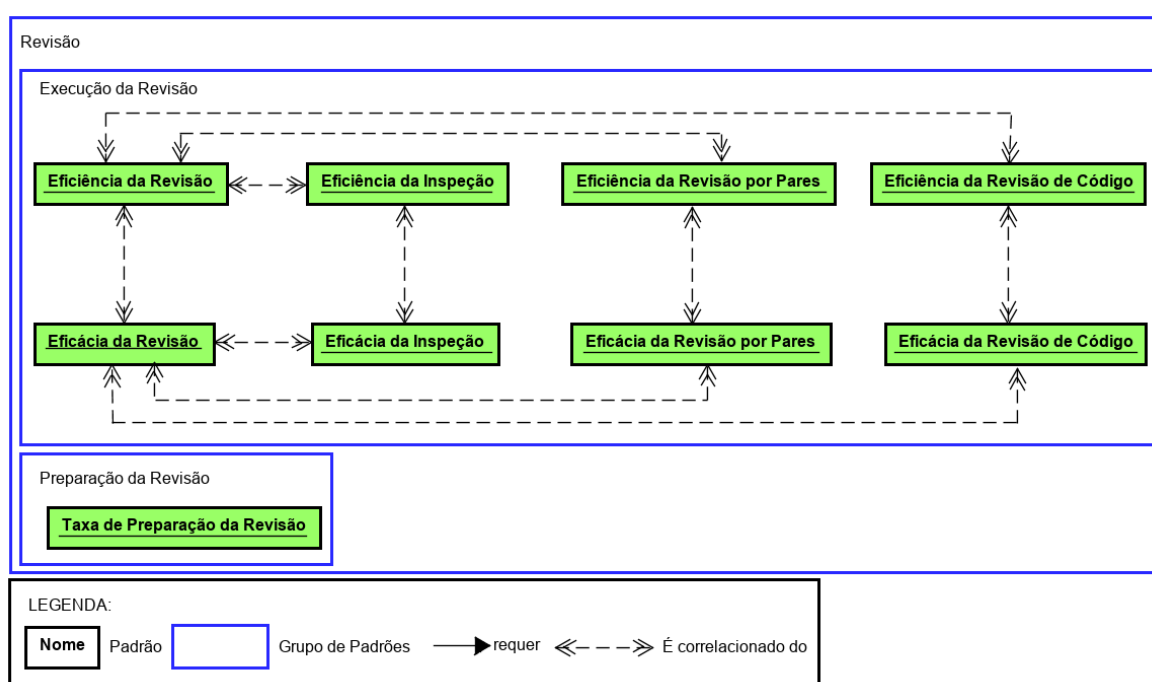 Revisão
Execução da Revisão
Eficiência da Revisão
Eficiência da Inspeção
Eficiência da Revisão por Pares
Eficiência da Revisão de Código
Eficácia da Revisão
Eficácia da Inspeção
Eficácia da Revisão por Pares
Eficácia da Revisão de Código
Preparação da Revisão
Taxa de Preparação da Revisão
LEGENDA:
Nome
Padrão
Grupo de Padrões
requer
É correlacionado do